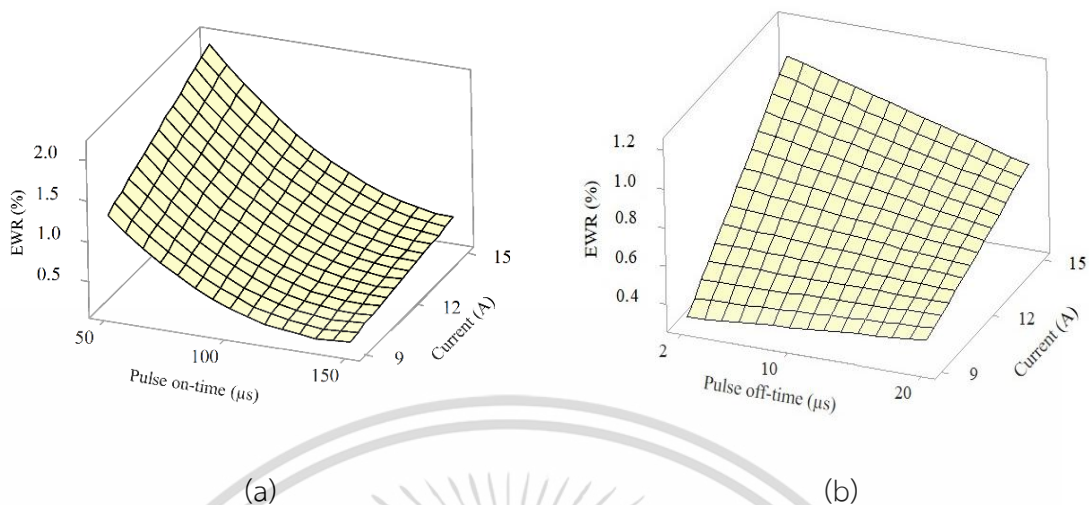 2.0
1.5
1.0
0.5
EWR (%)
50
100
150
Pulse on-time (µs)
9
12
15
Current (A)
(a)
1.2
1.0
0.8
0.6
0.4
EWR (%)
2
10
20
Pulse off-time (µs)
9
12
15
Current (A)
(b)